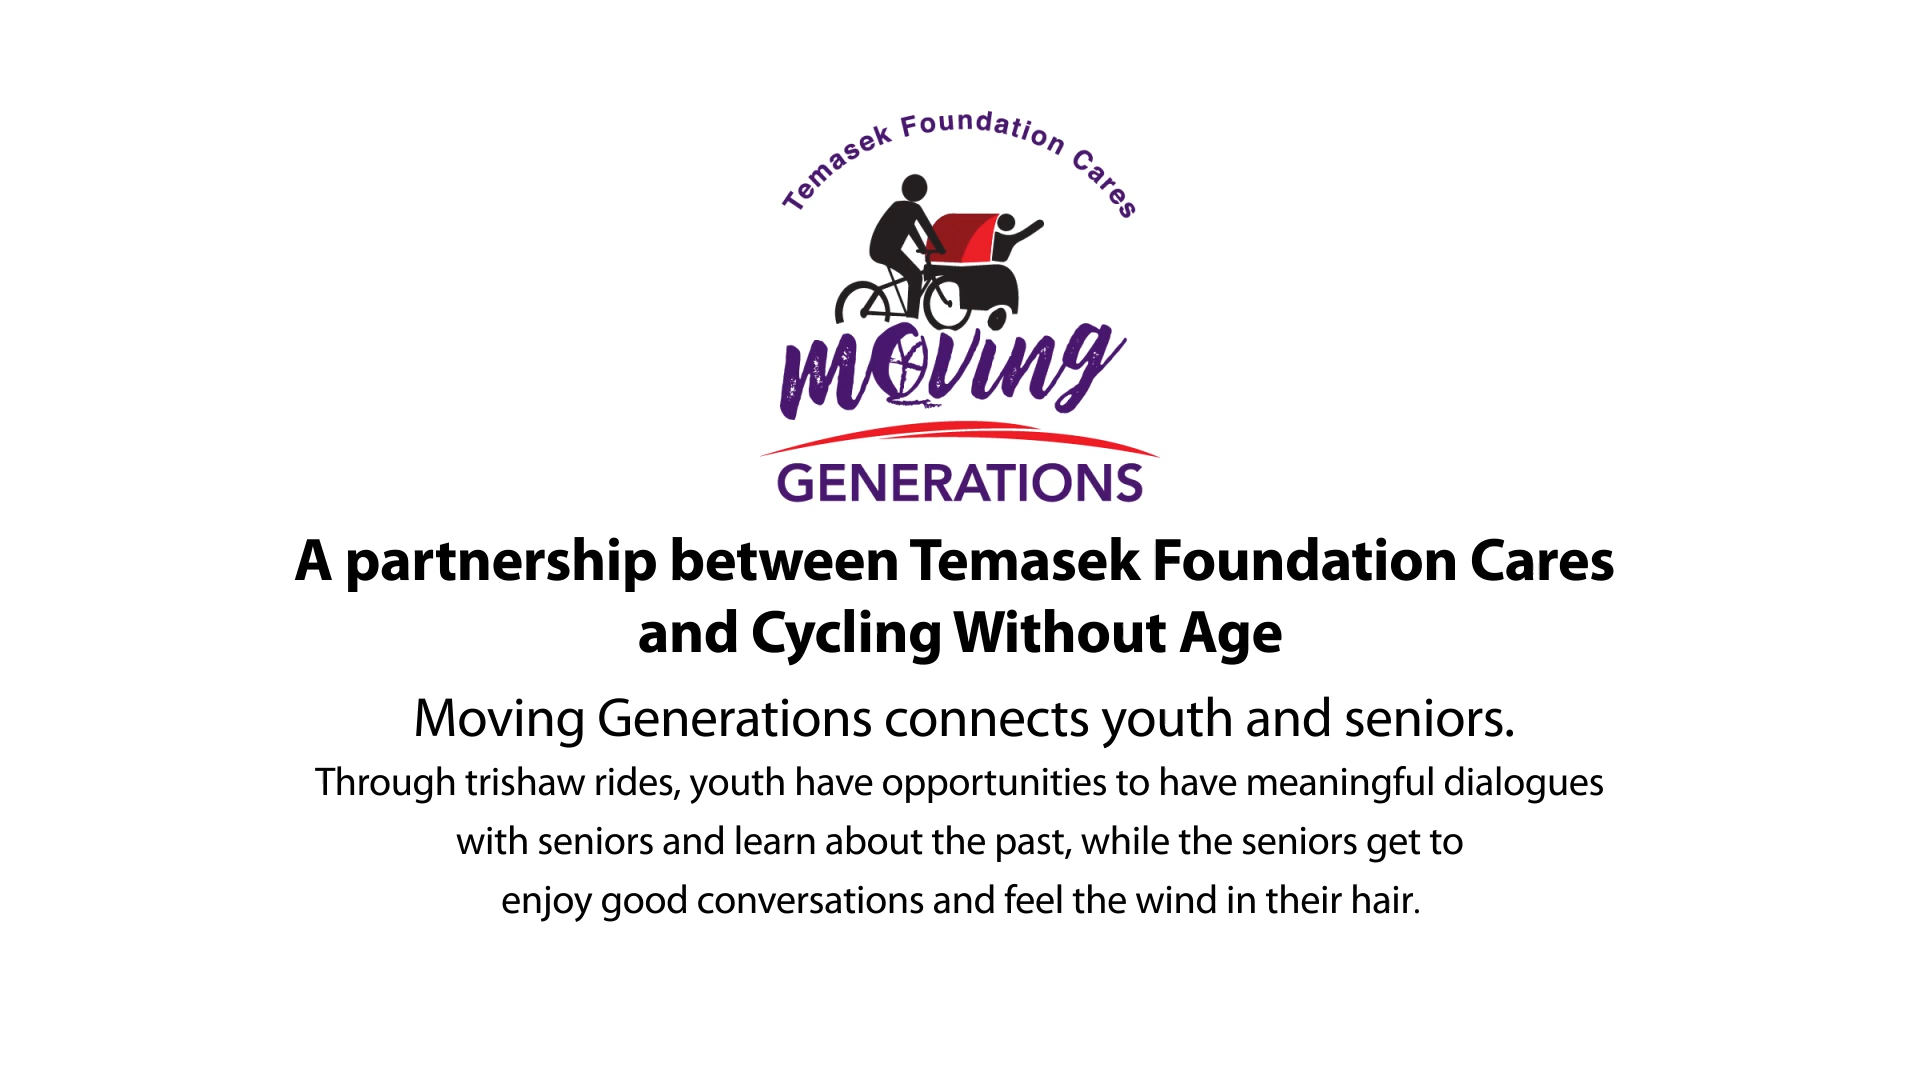 Temasek Foundation Cares
moving
GENERATIONS
A partnership between Temasek Foundation Cares
and Cycling Without Age
Moving Generations connects youth and seniors.
Through trishaw rides, youth have opportunities to have meaningful dialogues
with seniors and learn about the past, while the seniors get to
enjoy good conversations and feel the wind in their hair.